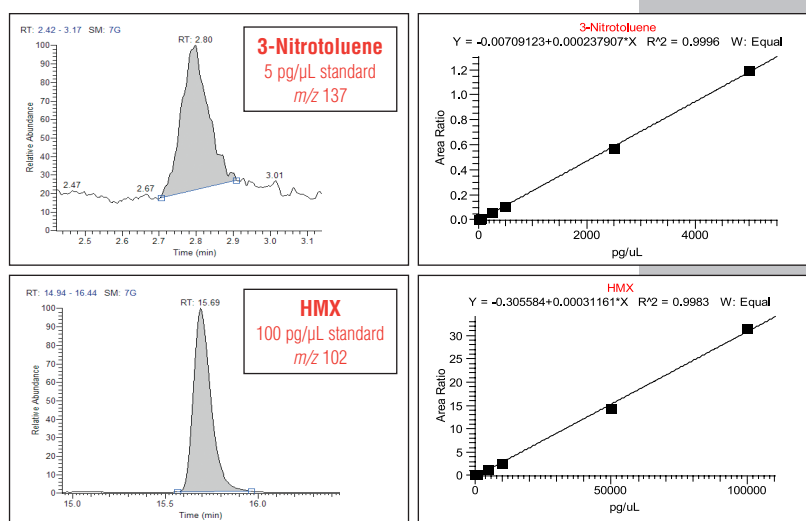 RT: 2.42 - 3.17 SM: 7G
RT: 2.80
100
90
80
70
60
50
40
30
20
10
0
Relative Abundance
2.47
2.67
3.01
2.5 2.6 2.7 2.8 2.9 3.0 3.1
Time (min)
3-Nitrotoluene
5 pg/µL standard
m/z 137
3-Nitrotoluene
Y = -0.00709123+0.000237907*X R^2 = 0.9996 W: Equal
1.2
1.0
0.8
0.6
0.4
0.2
0.0
Area Ratio
0 2000 4000
pg/uL
RT: 14.94 - 16.44 SM: 7G
RT: 15.69
100
90
80
70
60
50
40
30
20
10
0
Relative Abundance
15.0 15.5 16.0
Time (min)
HMX
100 pg/µL standard
m/z 102
HMX
Y = -0.305584+0.00031161*X R^2 = 0.9983 W: Equal
30
25
20
15
10
5
0
Area Ratio
0 50000 100000
pg/uL